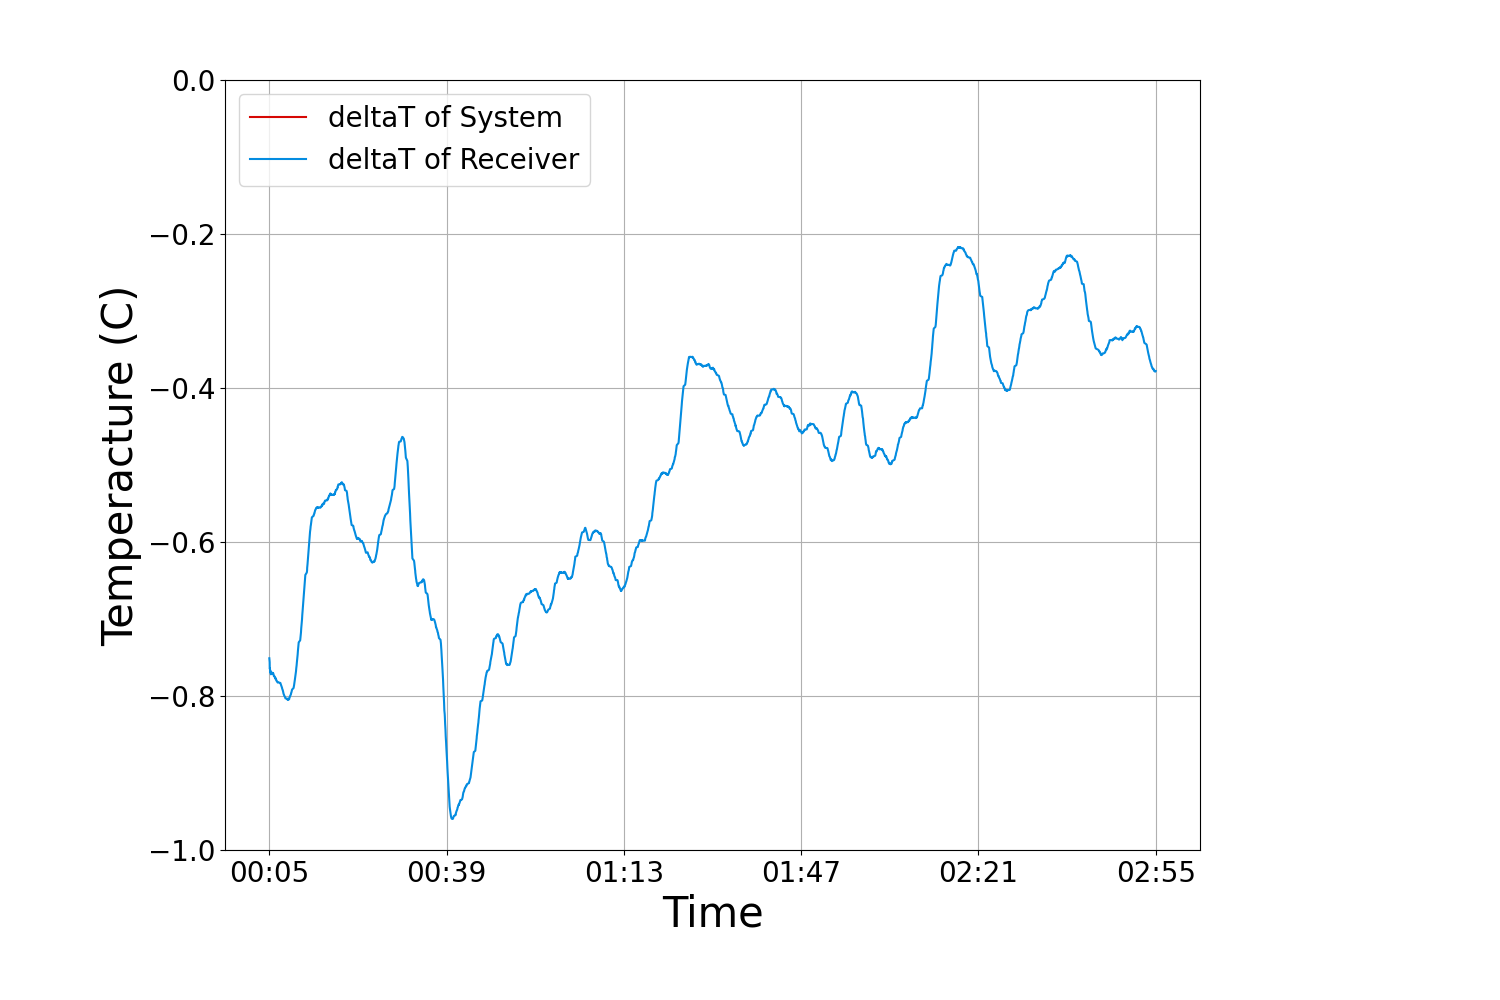 0.0
deltaT of System
deltaT of Receiver
−0.2
−0.4
−0.6
−0.8
−1.0
Temperacture (C)
00:05 00:39 01:13 01:47 02:21 02:55
Time